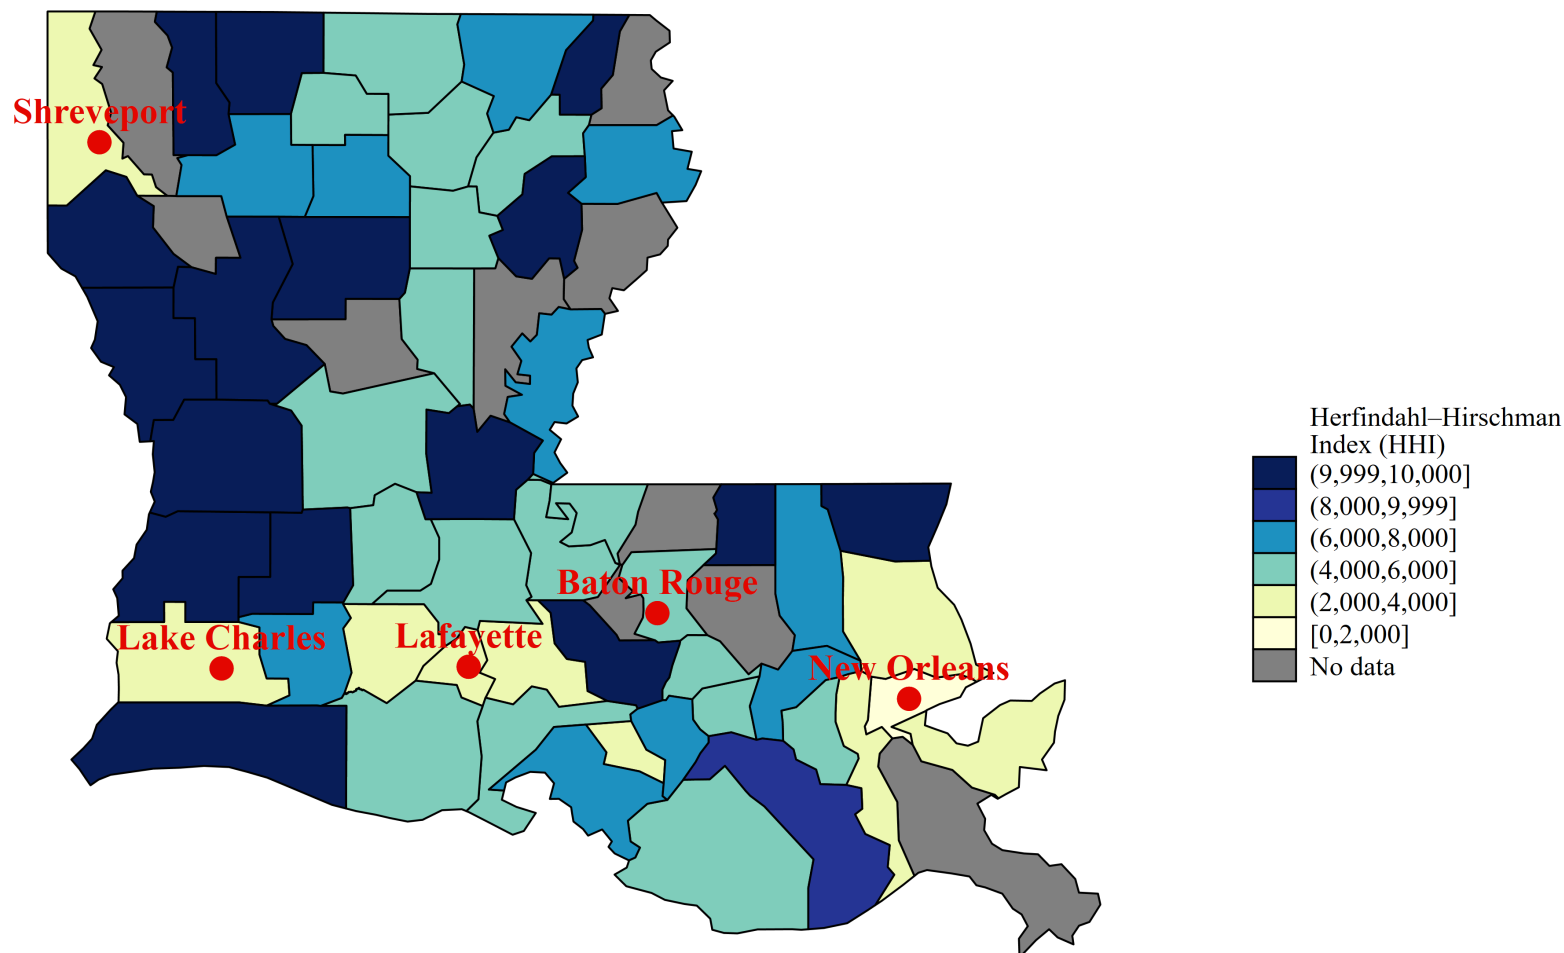 Shreveport
Herfindahl–Hirschman
Index (HHI)
(9,999,10,000]
(8,000,9,999]
(6,000,8,000]
(4,000,6,000]
(2,000,4,000]
[0,2,000]
No data
Baton Rouge
Lake Charles
Lafayette
New Orleans